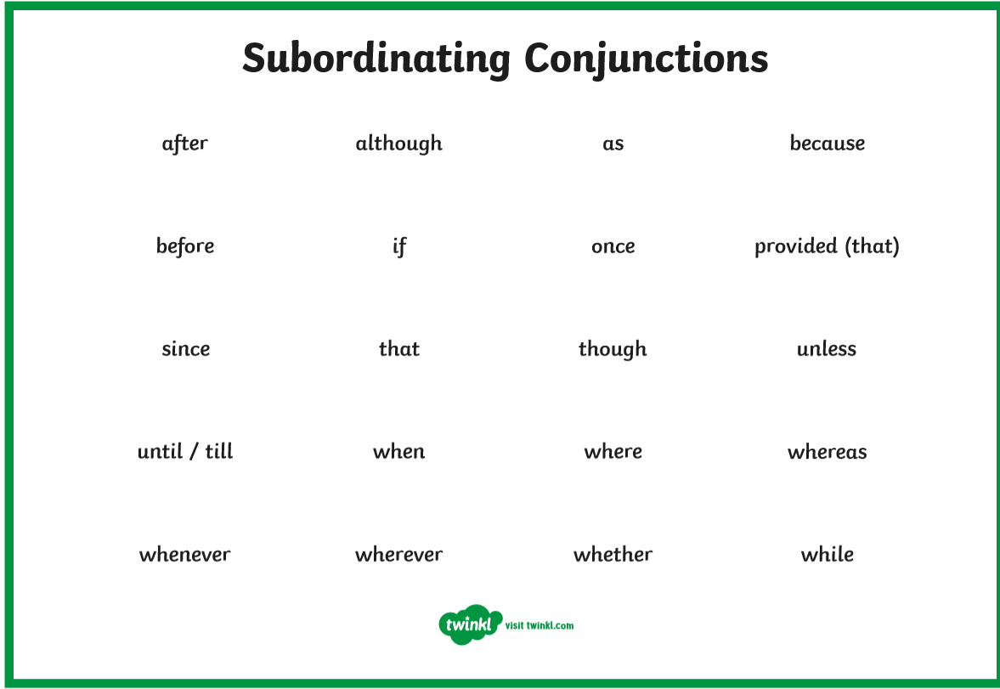 Subordinating Conjunctions
after although as because
before if once provided (that)
since that though unless
until / till when where whereas
whenever wherever whether while
twinkl visit twinkl.com